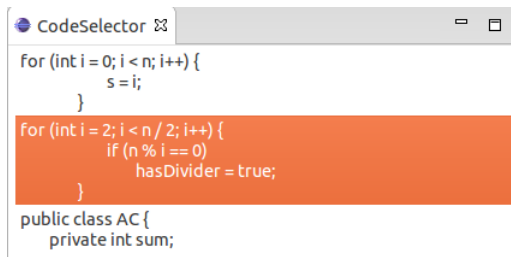 CodeSelector
for (int i = 0; i < n; i++) {
s = i;
}
for (int i = 2; i < n / 2; i++) {
if (n % i == 0)
hasDivider = true;
}
public class AC {
private int sum;